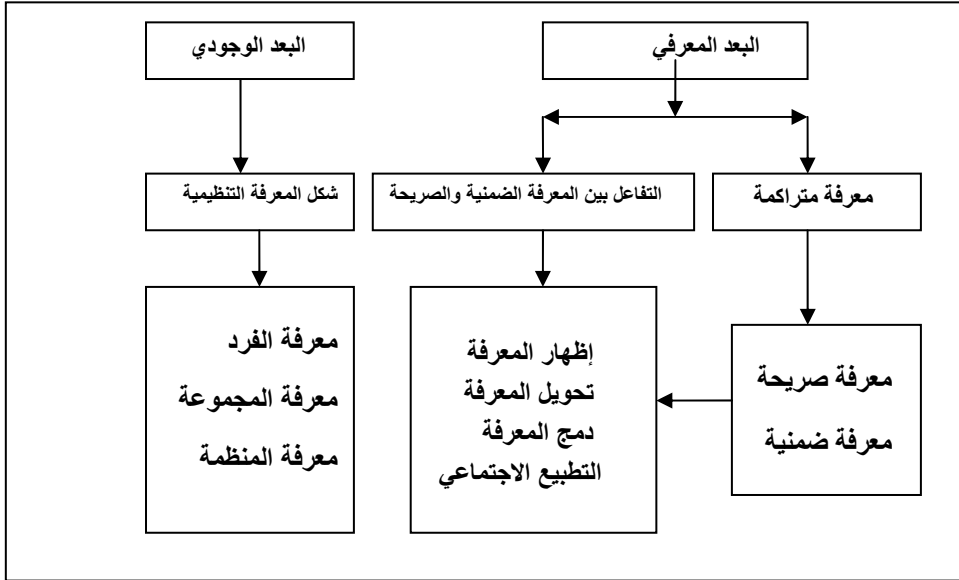 البعد المعرفي
البعد الوجودي
معرفة متراكمة
التفاعل بين المعرفة الضمنية والصريحة
شكل المعرفة التنظيمية
معرفة صريحة
معرفة ضمنية
إظهار المعرفة
تحويل المعرفة
دمج المعرفة
التطبيع الاجتماعي
معرفة الفرد
معرفة المجموعة
معرفة المنظمة